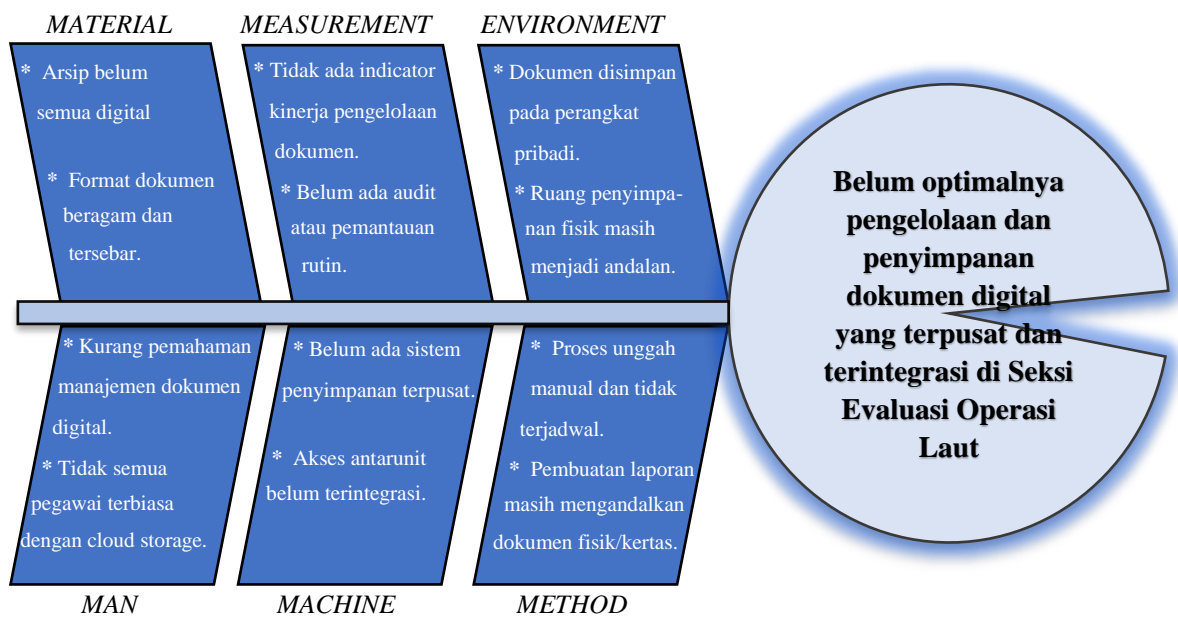 MATERIAL
* Arsip belum
semua digital
* Format dokumen
beragam dan
tersebar.
MEASUREMENT
* Tidak ada indicator
kinerja pengelolaan
dokumen.
* Belum ada audit
atau pemantauan
rutin.
ENVIRONMENT
* Dokumen disimpan
pada perangkat
pribadi.
* Ruang penyimpa-
nan fisik masih
menjadi andalan.
* Kurang pemahaman
manajemen dokumen
digital.
* Tidak semua
pegawai terbiasa
dengan cloud storage.
MAN
* Belum ada sistem
penyimpanan terpusat.
* Akses antarunit
belum terintegrasi.
MACHINE
* Proses unggah
manual dan tidak
terjadwal.
* Pembuatan laporan
masih mengandalkan
dokumen fisik/kertas.
METHOD
Belum optimalnya
pengelolaan dan
penyimpanan
dokumen digital
yang terpusat dan
terintegrasi di Seksi
Evaluasi Operasi
Laut